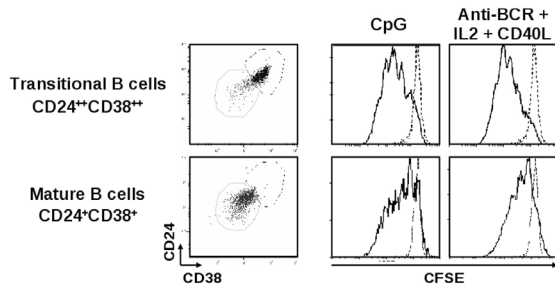 CpG
Anti-BCR +
IL2 + CD40L
Transitional B cells
CD24⁺⁺CD38⁺⁺
Mature B cells
CD24⁺CD38⁺
CD24
CD38
CFSE